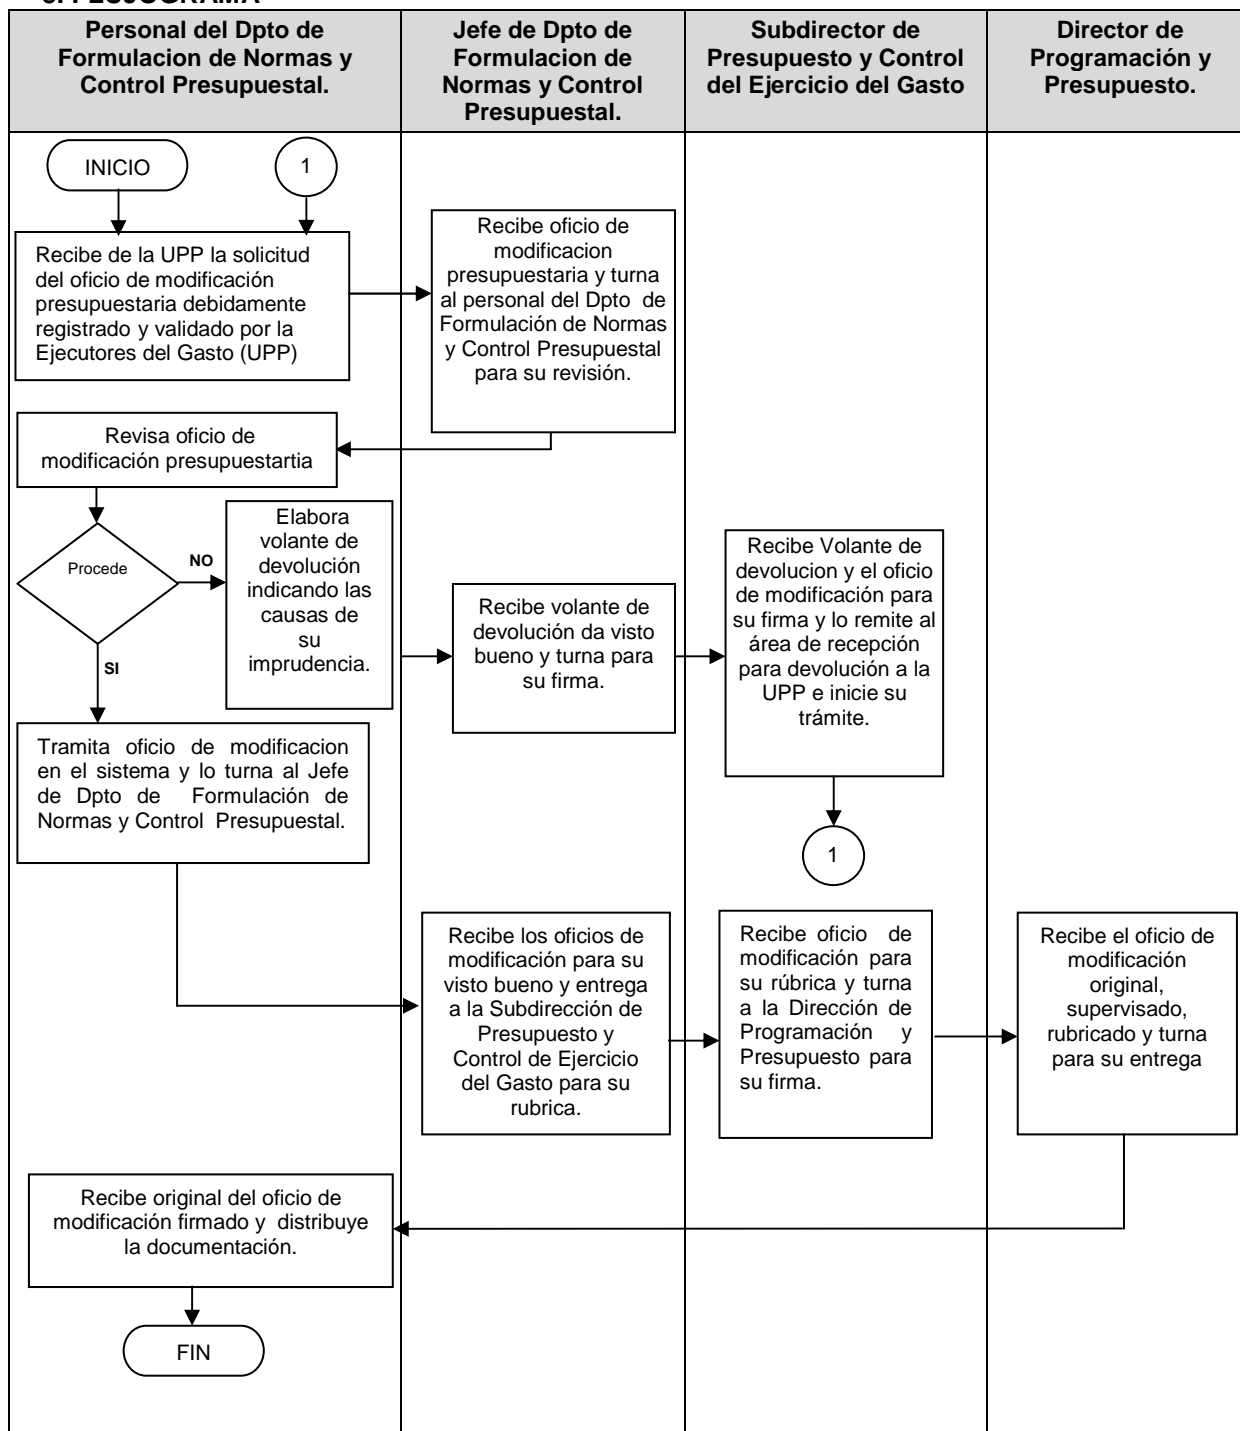 Personal del Dpto de
Formulacion de Normas y
Control Presupuestal.
Jefe de Dpto de
Formulacion de
Normas y Control
Presupuestal.
Subdirector de
Presupuesto y Control
del Ejercicio del Gasto
Director de
Programación y
Presupuesto.
INICIO
1
Recibe de la UPP la solicitud
del oficio de modificación
presupuestaria debidamente
registrado y validado por la
Ejecutores del Gasto (UPP)
Recibe oficio de
modificacion
presupuestaria y turna
al personal del Dpto de
Formulación de Normas
y Control Presupuestal
para su revisión.
Revisa oficio de
modificación presupuestartia
Procede
NO
SI
Elabora
volante de
devolución
indicando las
causas de
su
imprudencia.
Recibe volante de
devolución da visto
bueno y turna para
su firma.
Recibe Volante de
devolucion y el oficio
de modificación para
su firma y lo remite al
área de recepción
para devolución a la
UPP e inicie su
trámite.
1
Tramita oficio de modificacion
en el sistema y lo turna al Jefe
de Dpto de Formulación de
Normas y Control Presupuestal.
Recibe los oficios de
modificación para su
visto bueno y entrega
a la Subdirección de
Presupuesto y
Control de Ejercicio
del Gasto para su
rubrica.
Recibe oficio de
modificación para
su rúbrica y turna
a la Dirección de
Programación y
Presupuesto para
su firma.
Recibe el oficio de
modificación
original,
supervisado,
rubricado y turna
para su entrega
Recibe original del oficio de
modificación firmado y distribuye
la documentación.
FIN